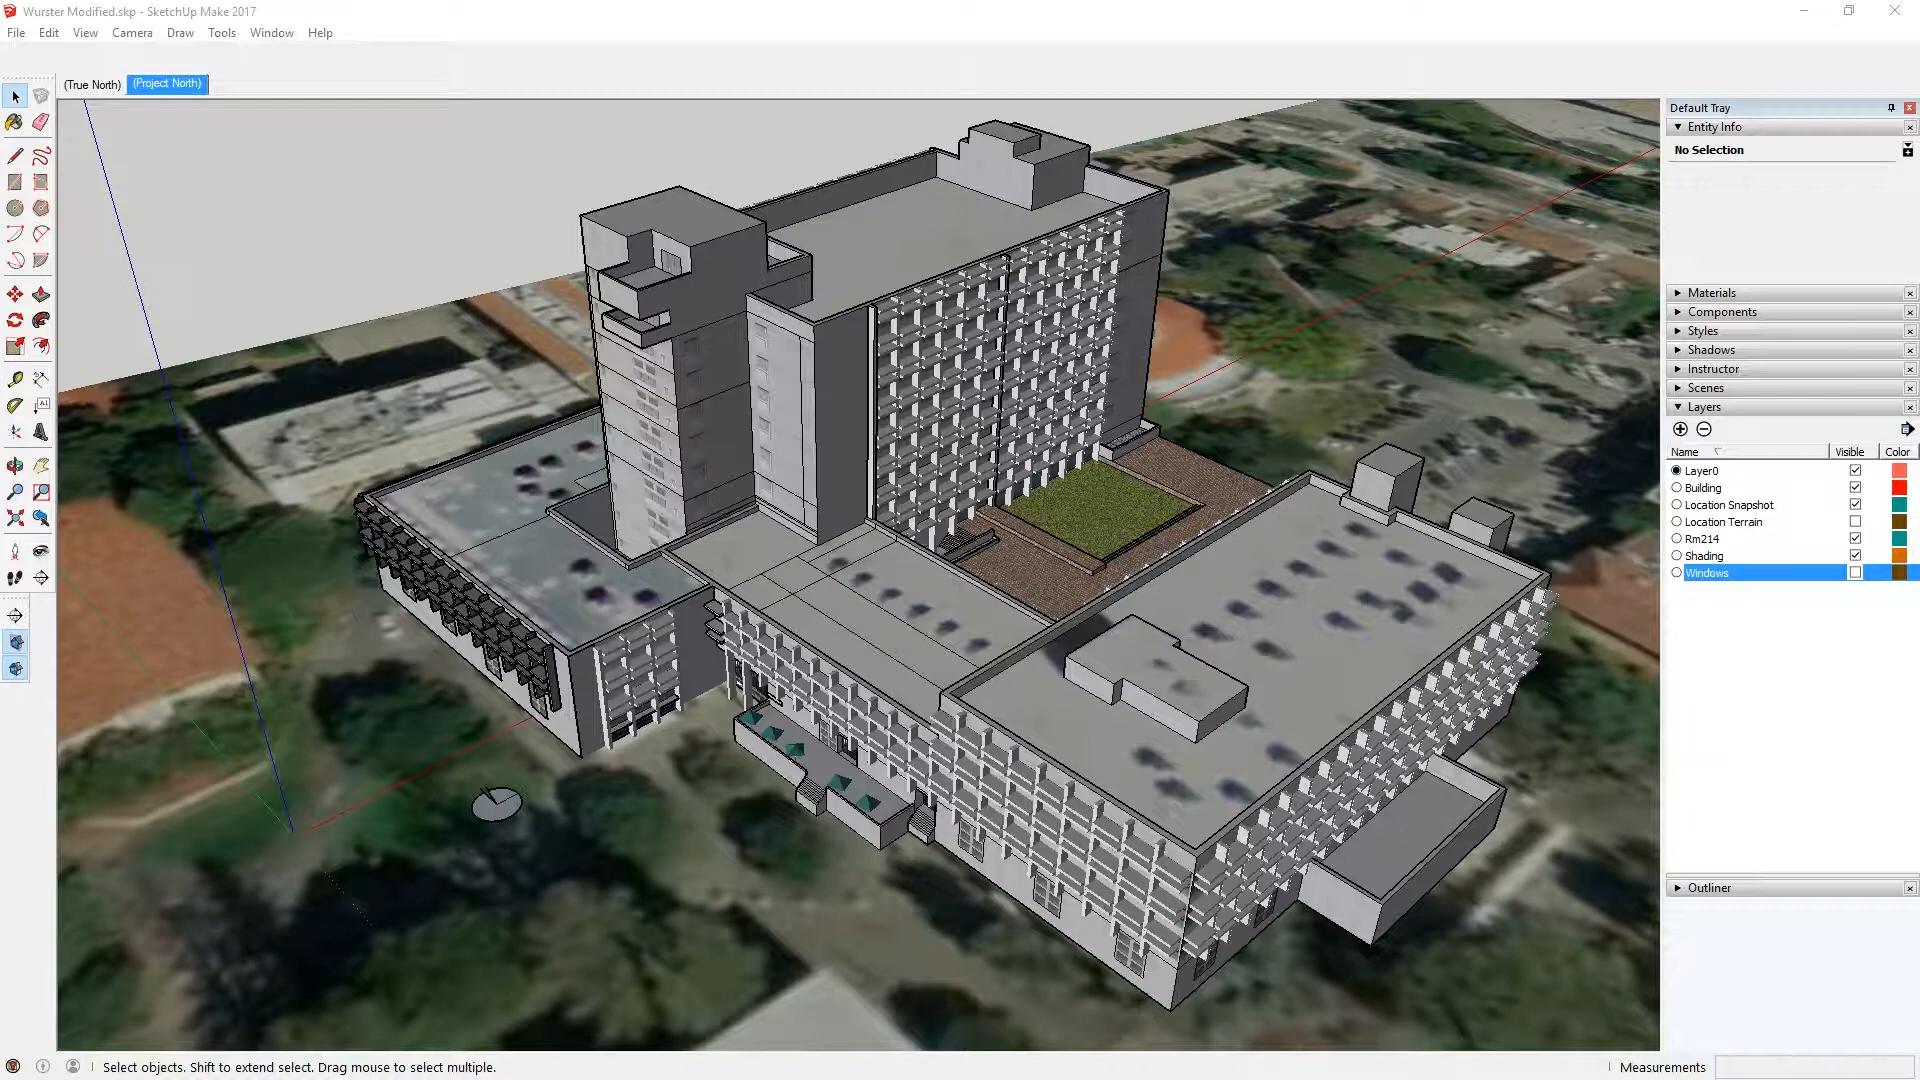 Wurster Modified.skp - SketchUp Make 2017
File Edit View Camera Draw Tools Window Help
(True North) (Project North)
Default Tray
Entity Info
No Selection
Materials
Components
Styles
Shadows
Instructor
Scenes
Layers
Name Visible Color
Layer0
Building
Location Snapshot
Location Terrain
Rm214
Shading
Windows
Outliner
Select objects. Shift to extend select. Drag mouse to select multiple.
Measurements